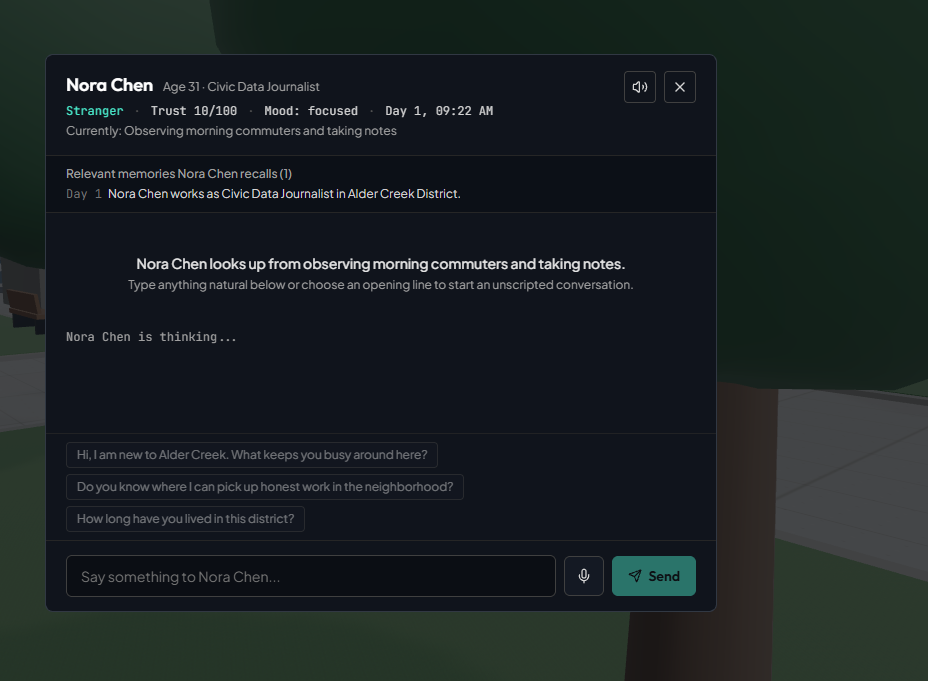 Nora Chen Age 31 · Civic Data Journalist
Stranger · Trust 10/100 · Mood: focused · Day 1, 09:22 AM
Currently: Observing morning commuters and taking notes
Relevant memories Nora Chen recalls (1)
Day 1 Nora Chen works as Civic Data Journalist in Alder Creek District.
Nora Chen looks up from observing morning commuters and taking notes.
Type anything natural below or choose an opening line to start an unscripted conversation.
Nora Chen is thinking...
Hi, I am new to Alder Creek. What keeps you busy around here?
Do you know where I can pick up honest work in the neighborhood?
How long have you lived in this district?
Say something to Nora Chen...
Send